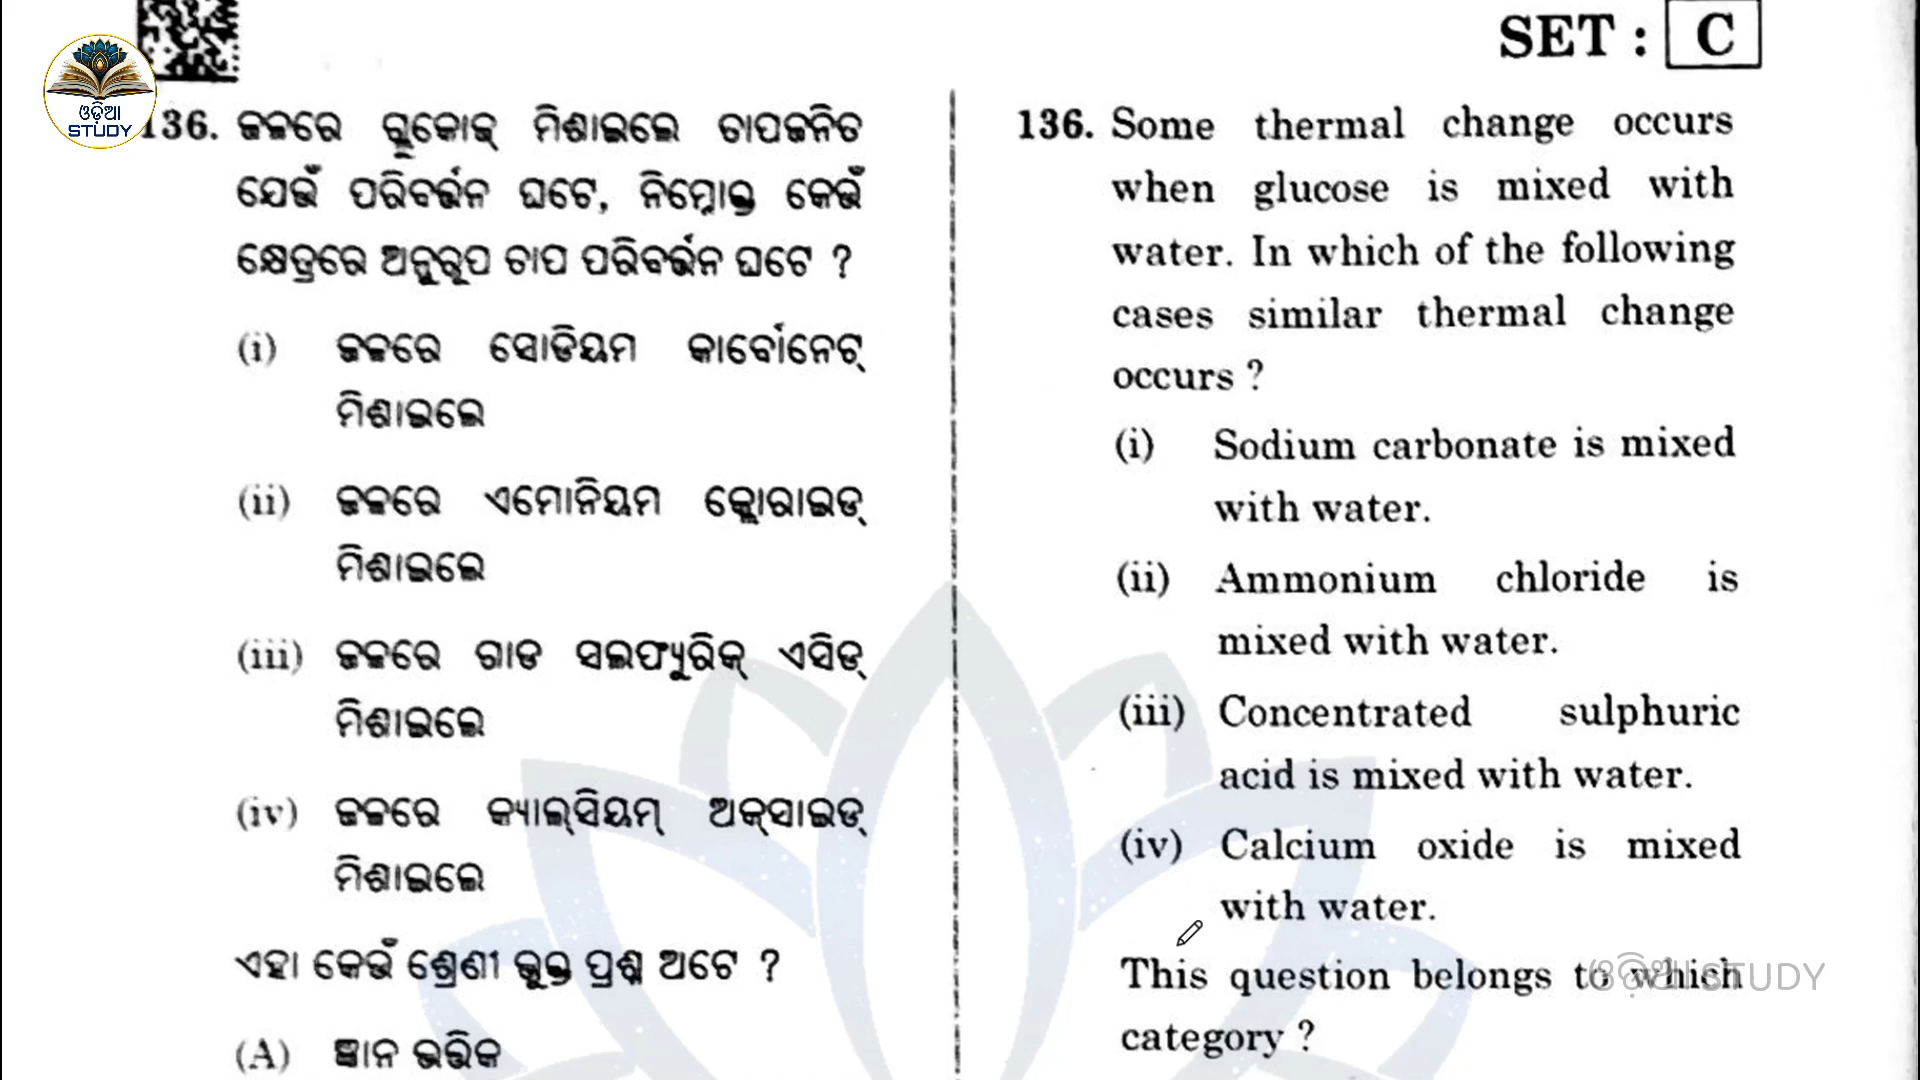 SET : C
ଓଡ଼ିଆ
STUDY
136. ଜଳରେ ଗ୍ଲୁକୋଜ୍ ମିଶାଇଲେ ତାପଜନିତ
ଯେଉଁ ପରିବର୍ତ୍ତନ ଘଟେ, ନିମ୍ନୋକ୍ତ କେଉଁ
କ୍ଷେତ୍ରରେ ଅନୁରୂପ ତାପ ପରିବର୍ତ୍ତନ ଘଟେ ?
(i) ଜଳରେ ସୋଡିୟମ କାର୍ବୋନେଟ୍
ମିଶାଇଲେ
(ii) ଜଳରେ ଏମୋନିୟମ କ୍ଲୋରାଇଡ୍
ମିଶାଇଲେ
(iii) ଜଳରେ ଗାଢ ସଲଫ୍ୟୁରିକ୍ ଏସିଡ୍
ମିଶାଇଲେ
(iv) ଜଳରେ କ୍ୟାଲ୍‌ସିୟମ୍ ଅକ୍‌ସାଇଡ୍
ମିଶାଇଲେ
ଏହା କେଉଁ ଶ୍ରେଣୀ ଭୁକ୍ତ ପ୍ରଶ୍ନ ଅଟେ ?
(A) ଜ୍ଞାନ ଭିତ୍ତିକ
136. Some thermal change occurs
when glucose is mixed with
water. In which of the following
cases similar thermal change
occurs ?
(i) Sodium carbonate is mixed
with water.
(ii) Ammonium chloride is
mixed with water.
(iii) Concentrated sulphuric
acid is mixed with water.
(iv) Calcium oxide is mixed
with water.
This question belongs to which
category ?
ଓଡ଼ିଆ STUDY